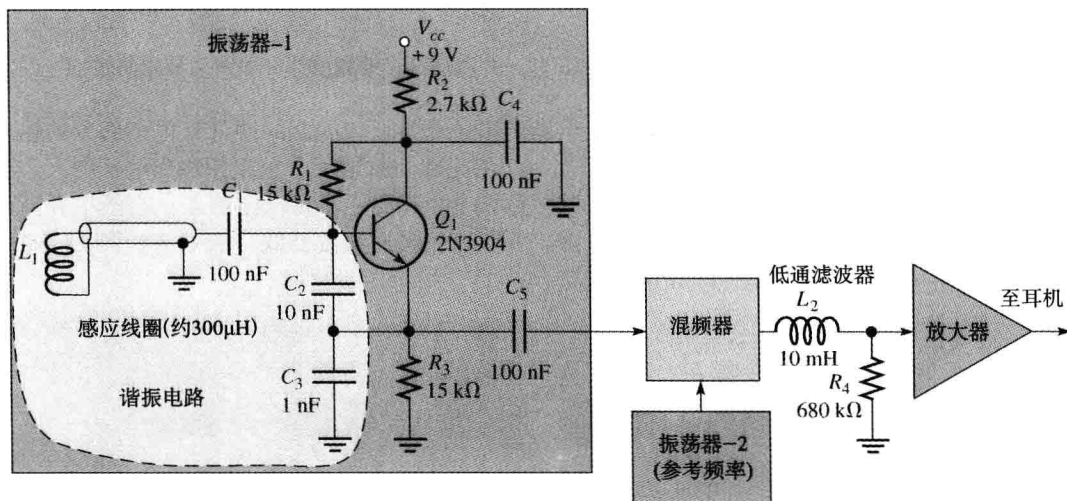 振荡器-1
Vcc
+9 V
R2
2.7 kΩ
C4
100 nF
R1
15 kΩ
C1
100 nF
L1
Q1
2N3904
C2
10 nF
C5
100 nF
感应线圈(约300μH)
C3
1 nF
R3
15 kΩ
谐振电路
混频器
低通滤波器
L2
10 mH
R4
680 kΩ
放大器
至耳机
振荡器-2
(参考频率)